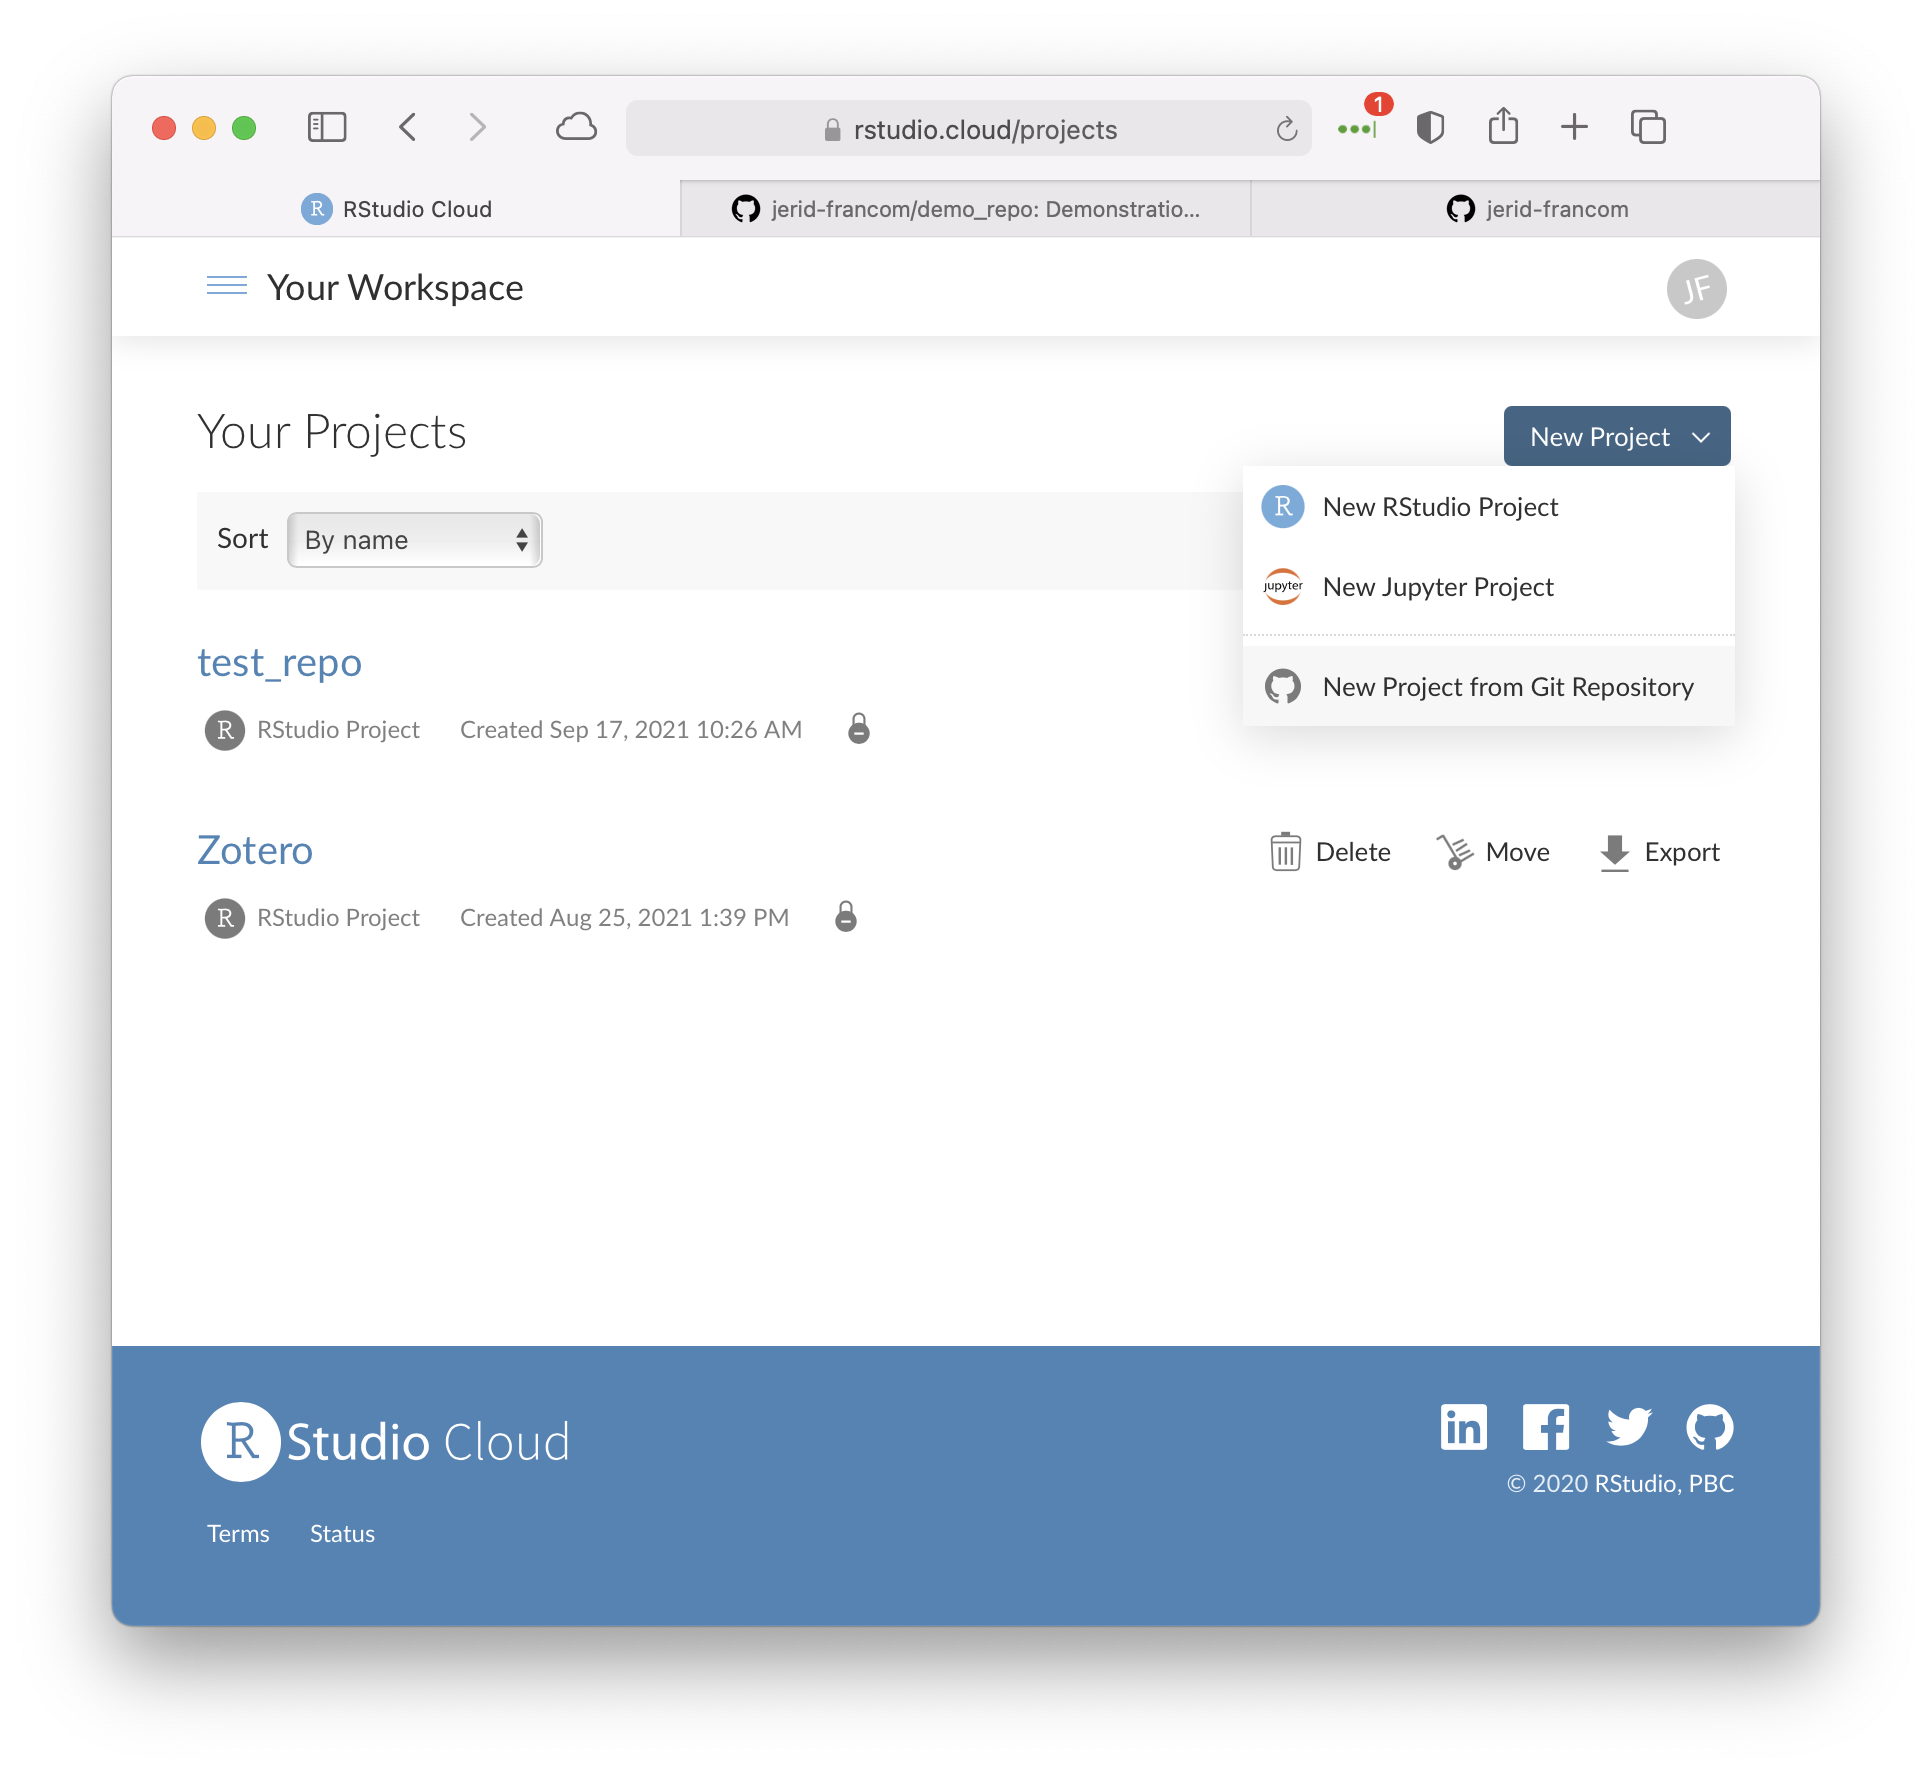 1
rstudio.cloud/projects
R RStudio Cloud
jerid-francom/demo_repo: Demonstratio...
jerid-francom
Your Workspace
JF
Your Projects
New Project
Sort By name
R New RStudio Project
jupyter New Jupyter Project
New Project from Git Repository
test_repo
R RStudio Project Created Sep 17, 2021 10:26 AM
Zotero
Delete Move Export
R RStudio Project Created Aug 25, 2021 1:39 PM
R Studio Cloud
in f
© 2020 RStudio, PBC
Terms Status